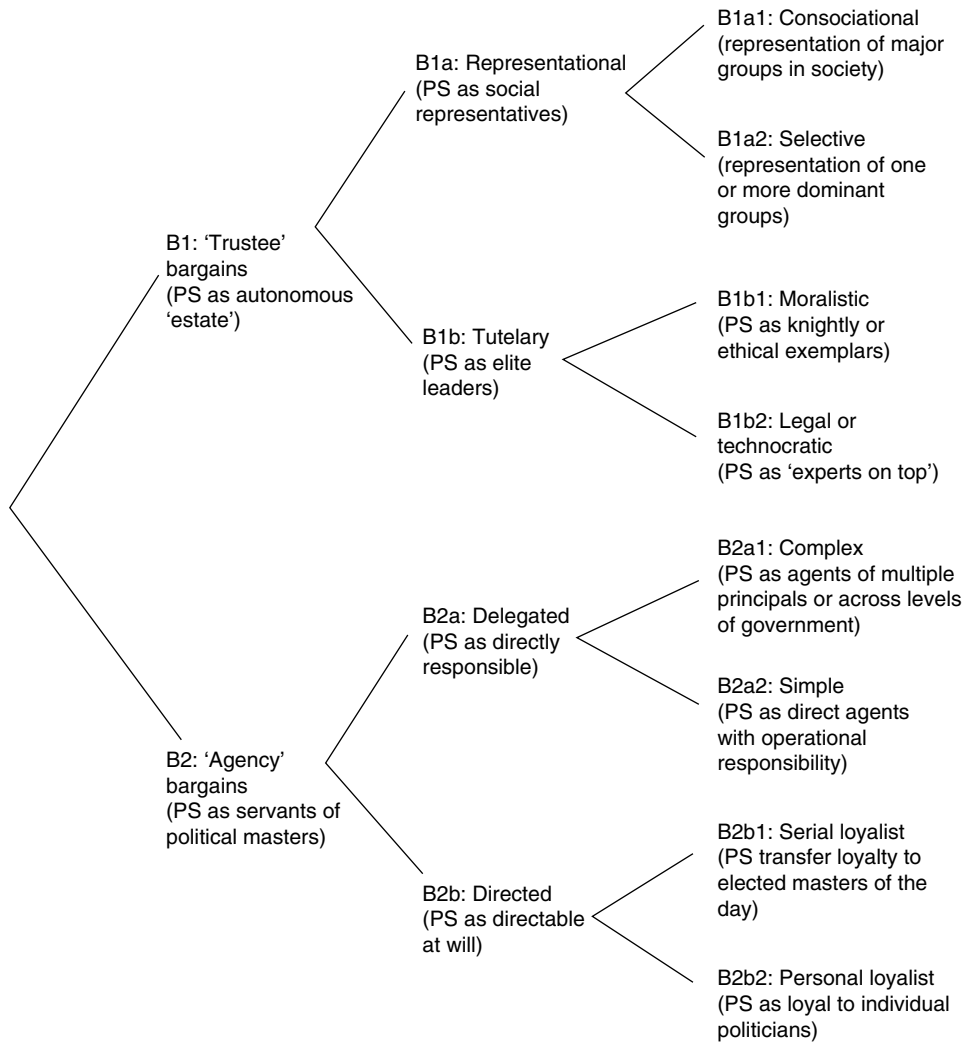 B1: ‘Trustee’
bargains
(PS as autonomous
‘estate’)
B1a: Representational
(PS as social
representatives)
B1a1: Consociational
(representation of major
groups in society)
B1a2: Selective
(representation of one
or more dominant
groups)
B1b: Tutelary
(PS as elite
leaders)
B1b1: Moralistic
(PS as knightly or
ethical exemplars)
B1b2: Legal or
technocratic
(PS as ‘experts on top’)
B2: ‘Agency’
bargains
(PS as servants of
political masters)
B2a: Delegated
(PS as directly
responsible)
B2a1: Complex
(PS as agents of multiple
principals or across levels
of government)
B2a2: Simple
(PS as direct agents
with operational
responsibility)
B2b: Directed
(PS as directable
at will)
B2b1: Serial loyalist
(PS transfer loyalty to
elected masters of the
day)
B2b2: Personal loyalist
(PS as loyal to individual
politicians)